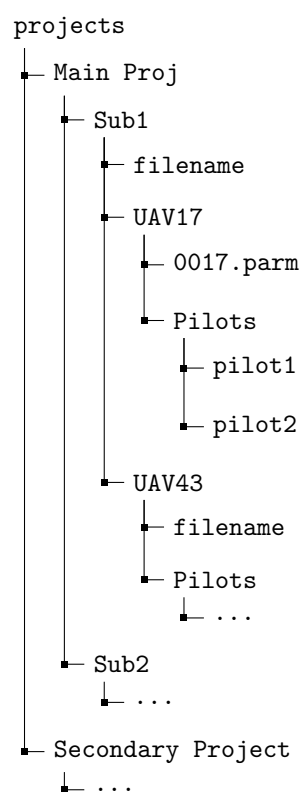 projects
Main Proj
Sub1
filename
UAV17
0017.parm
Pilots
pilot1
pilot2
UAV43
filename
Pilots
...
Sub2
...
Secondary Project
...